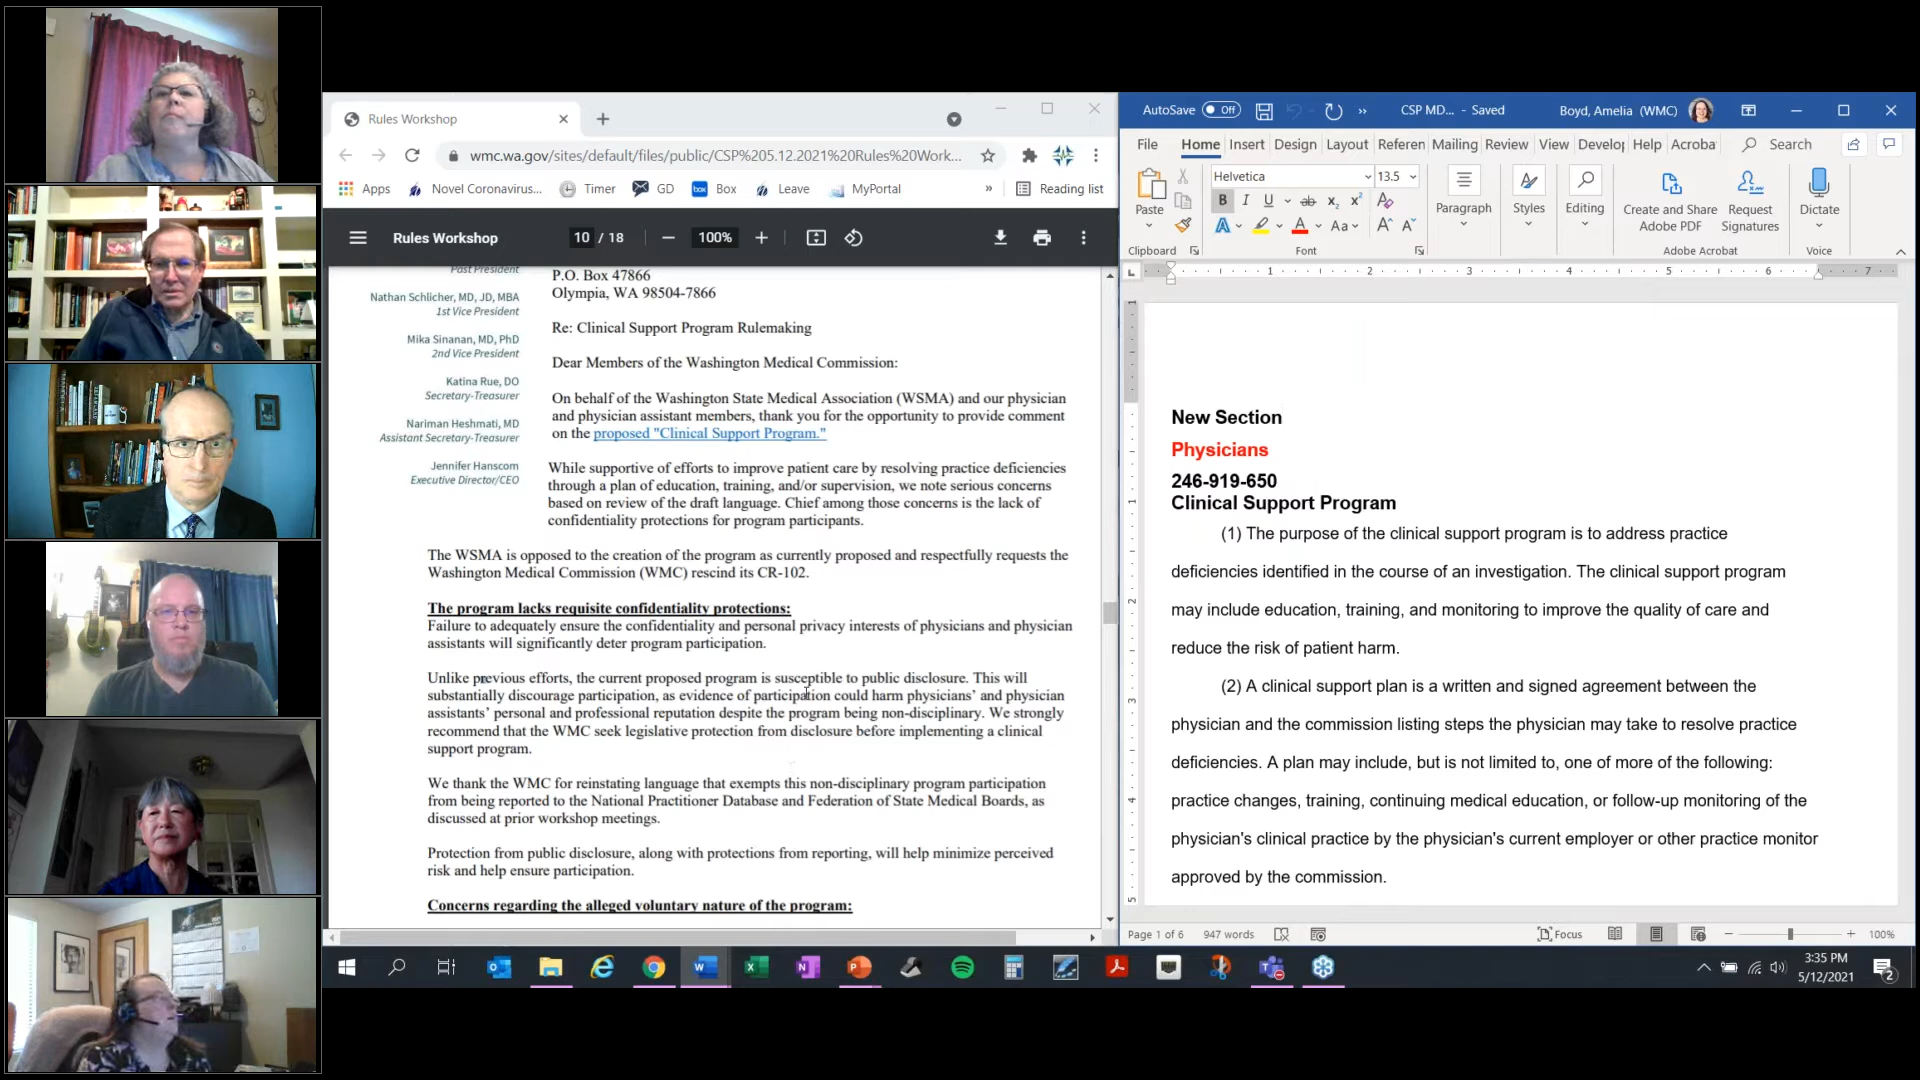 Rules Workshop
wmc.wa.gov/sites/default/files/public/CSP%205.12.2021%20Rules%20Work...
Apps
Novel Coronavirus...
Timer
GD
Box
Leave
MyPortal
»
Reading list
Rules Workshop
10 / 18
100%
Past President
Nathan Schlicher, MD, JD, MBA
1st Vice President
Mika Sinanan, MD, PhD
2nd Vice President
Katina Rue, DO
Secretary-Treasurer
Nariman Heshmati, MD
Assistant Secretary-Treasurer
Jennifer Hanscom
Executive Director/CEO
P.O. Box 47866
Olympia, WA 98504-7866
Re: Clinical Support Program Rulemaking
Dear Members of the Washington Medical Commission:
On behalf of the Washington State Medical Association (WSMA) and our physician
and physician assistant members, thank you for the opportunity to provide comment
on the proposed "Clinical Support Program."
While supportive of efforts to improve patient care by resolving practice deficiencies
through a plan of education, training, and/or supervision, we note serious concerns
based on review of the draft language. Chief among those concerns is the lack of
confidentiality protections for program participants.
The WSMA is opposed to the creation of the program as currently proposed and respectfully requests the
Washington Medical Commission (WMC) rescind its CR-102.
The program lacks requisite confidentiality protections:
Failure to adequately ensure the confidentiality and personal privacy interests of physicians and physician
assistants will significantly deter program participation.
Unlike previous efforts, the current proposed program is susceptible to public disclosure. This will
substantially discourage participation, as evidence of participation could harm physicians' and physician
assistants' personal and professional reputation despite the program being non-disciplinary. We strongly
recommend that the WMC seek legislative protection from disclosure before implementing a clinical
support program.
We thank the WMC for reinstating language that exempts this non-disciplinary program participation
from being reported to the National Practitioner Database and Federation of State Medical Boards, as
discussed at prior workshop meetings.
Protection from public disclosure, along with protections from reporting, will help minimize perceived
risk and help ensure participation.
Concerns regarding the alleged voluntary nature of the program:
AutoSave Off
CSP MD... - Saved
Boyd, Amelia (WMC)
File
Home
Insert
Design
Layout
Referen
Mailing
Review
View
Develo
Help
Acroba
Search
Helvetica
13.5
Paste
Paragraph
Styles
Editing
Create and Share
Adobe PDF
Request
Signatures
Dictate
Clipboard
Font
Adobe Acrobat
Voice
1 2 3 4 5 6 7
New Section
Physicians
246-919-650
Clinical Support Program
(1) The purpose of the clinical support program is to address practice
deficiencies identified in the course of an investigation. The clinical support program
may include education, training, and monitoring to improve the quality of care and
reduce the risk of patient harm.
(2) A clinical support plan is a written and signed agreement between the
physician and the commission listing steps the physician may take to resolve practice
deficiencies. A plan may include, but is not limited to, one of more of the following:
practice changes, training, continuing medical education, or follow-up monitoring of the
physician's clinical practice by the physician's current employer or other practice monitor
approved by the commission.
Page 1 of 6
947 words
Focus
100%
3:35 PM
5/12/2021
2